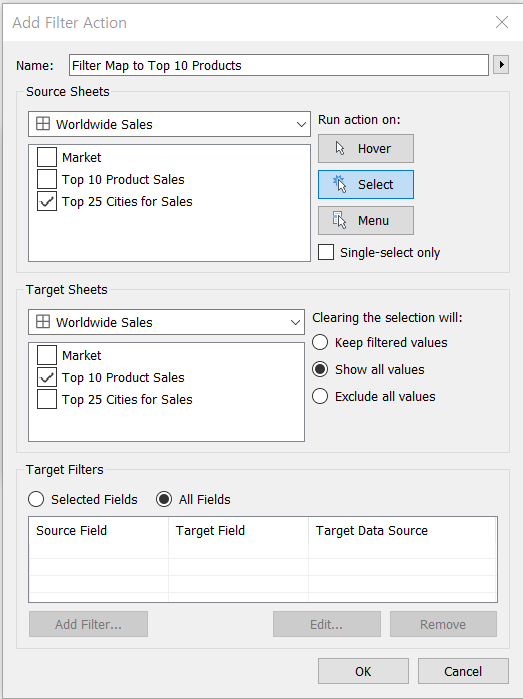 Add Filter Action
Name: Filter Map to Top 10 Products
Source Sheets
Worldwide Sales
Market
Top 10 Product Sales
Top 25 Cities for Sales
Run action on:
Hover
Select
Menu
Single-select only
Target Sheets
Worldwide Sales
Market
Top 10 Product Sales
Top 25 Cities for Sales
Clearing the selection will:
Keep filtered values
Show all values
Exclude all values
Target Filters
Selected Fields All Fields
Source Field Target Field Target Data Source
Add Filter... Edit... Remove
OK Cancel